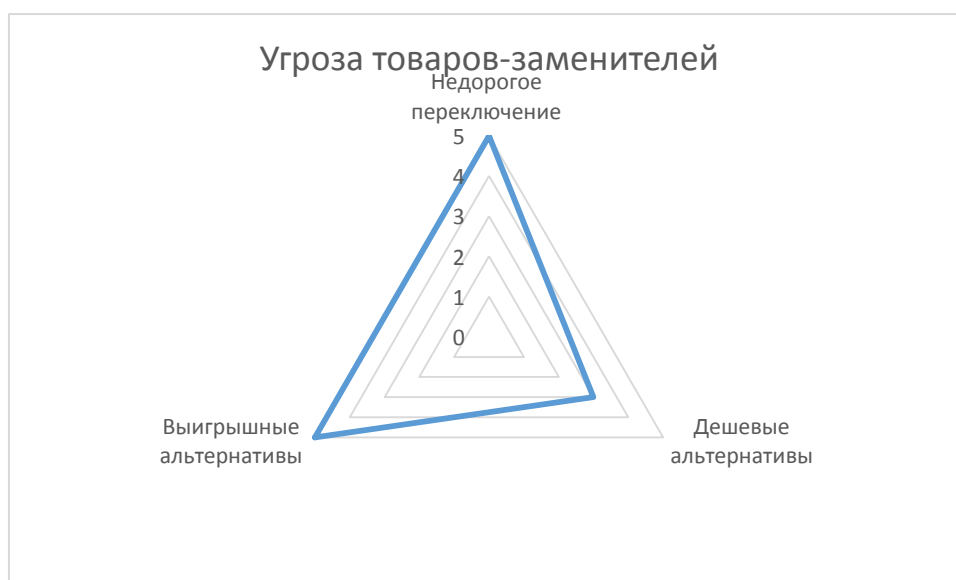 Угроза товаров-заменителей
Недорогое
переключение
5
4
3
2
1
0
Выигрышные
альтернативы
Дешевые
альтернативы